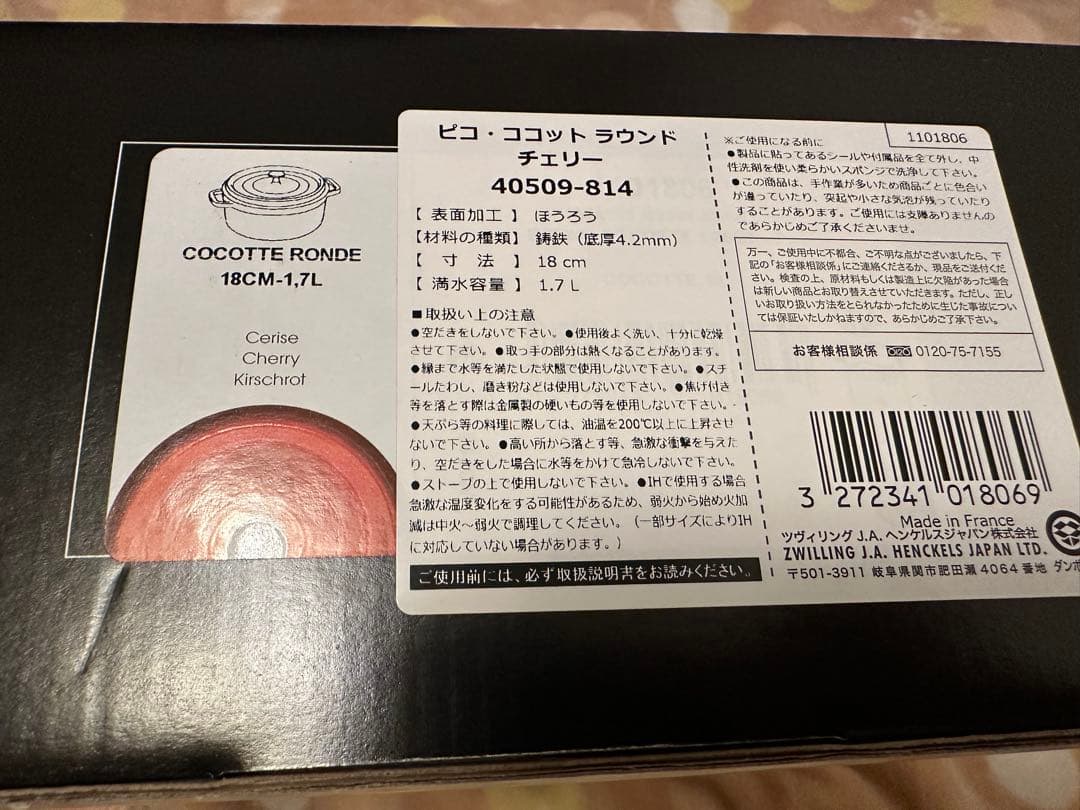 COCOTTE RONDE
18CM-1,7L
Cerise
Cherry
Kirschrot
ピコ・ココット ラウンド
チェリー
40509-814
【 表面加工 】 ほうろう
【材料の種類】 鋳鉄（底厚4.2mm）
【 寸 法 】 18 cm
【 満水容量 】 1.7 L
■取扱い上の注意
●空だきをしないで下さい。●使用後よく洗い、十分に乾燥
させて下さい。●取っ手の部分は熱くなることがあります。
●縁まで水等を満たした状態で使用しないで下さい。●スチ
ールたわし、磨き粉などは使用しないで下さい。●焦げ付き
等を落とす際は金属製の硬いもの等を使用しないで下さい。
●天ぷら等の料理に際しては、油温を200℃以上に上昇させ
ないで下さい。●高い所から落とす等、急激な衝撃を与えた
り、空だきをした場合に水等をかけて急冷しないで下さい。
●ストーブの上で使用しないで下さい。●IHで使用する場合
急激な温度変化をする可能性があるため、弱火から始め火加
減は中火〜弱火で調理してください。（一部サイズによりIH
に対応していない場合があります。）
ご使用前には、必ず取扱説明書をお読みください。
1101806
※ご使用になる前に
●製品に貼ってあるシールや付属品を全て外し、中
性洗剤を使い柔らかいスポンジで洗浄して下さい。
●この商品は、手作業が多いため商品ごとに色合い
が違っていたり、突起や小さな気泡が残っていたり
することがあります。ご使用には支障ありませんの
であらかじめご了承くださいませ。
万一、ご使用中に不都合、ご不明な点がございましたら、下
記の「お客様相談係」にご連絡くださるか、現品をご送付くださ
い。検査の上、原材料もしくは製造上に欠陥があった場合
は新しい商品とお取り替えさせていただきます。ただし、正し
いお取り扱い方法をとられなかったために生じた事故につい
ては保証いたしかねますので、あらかじめご了承下さい。
お客様相談係 0120-75-7155
3 272341 018069
Made in France
ツヴィリング J.A. ヘンケルスジャパン株式会社
ZWILLING J.A. HENCKELS JAPAN LTD.
〒501-3911 岐阜県関市肥田瀬 4064 番地 ダンボ